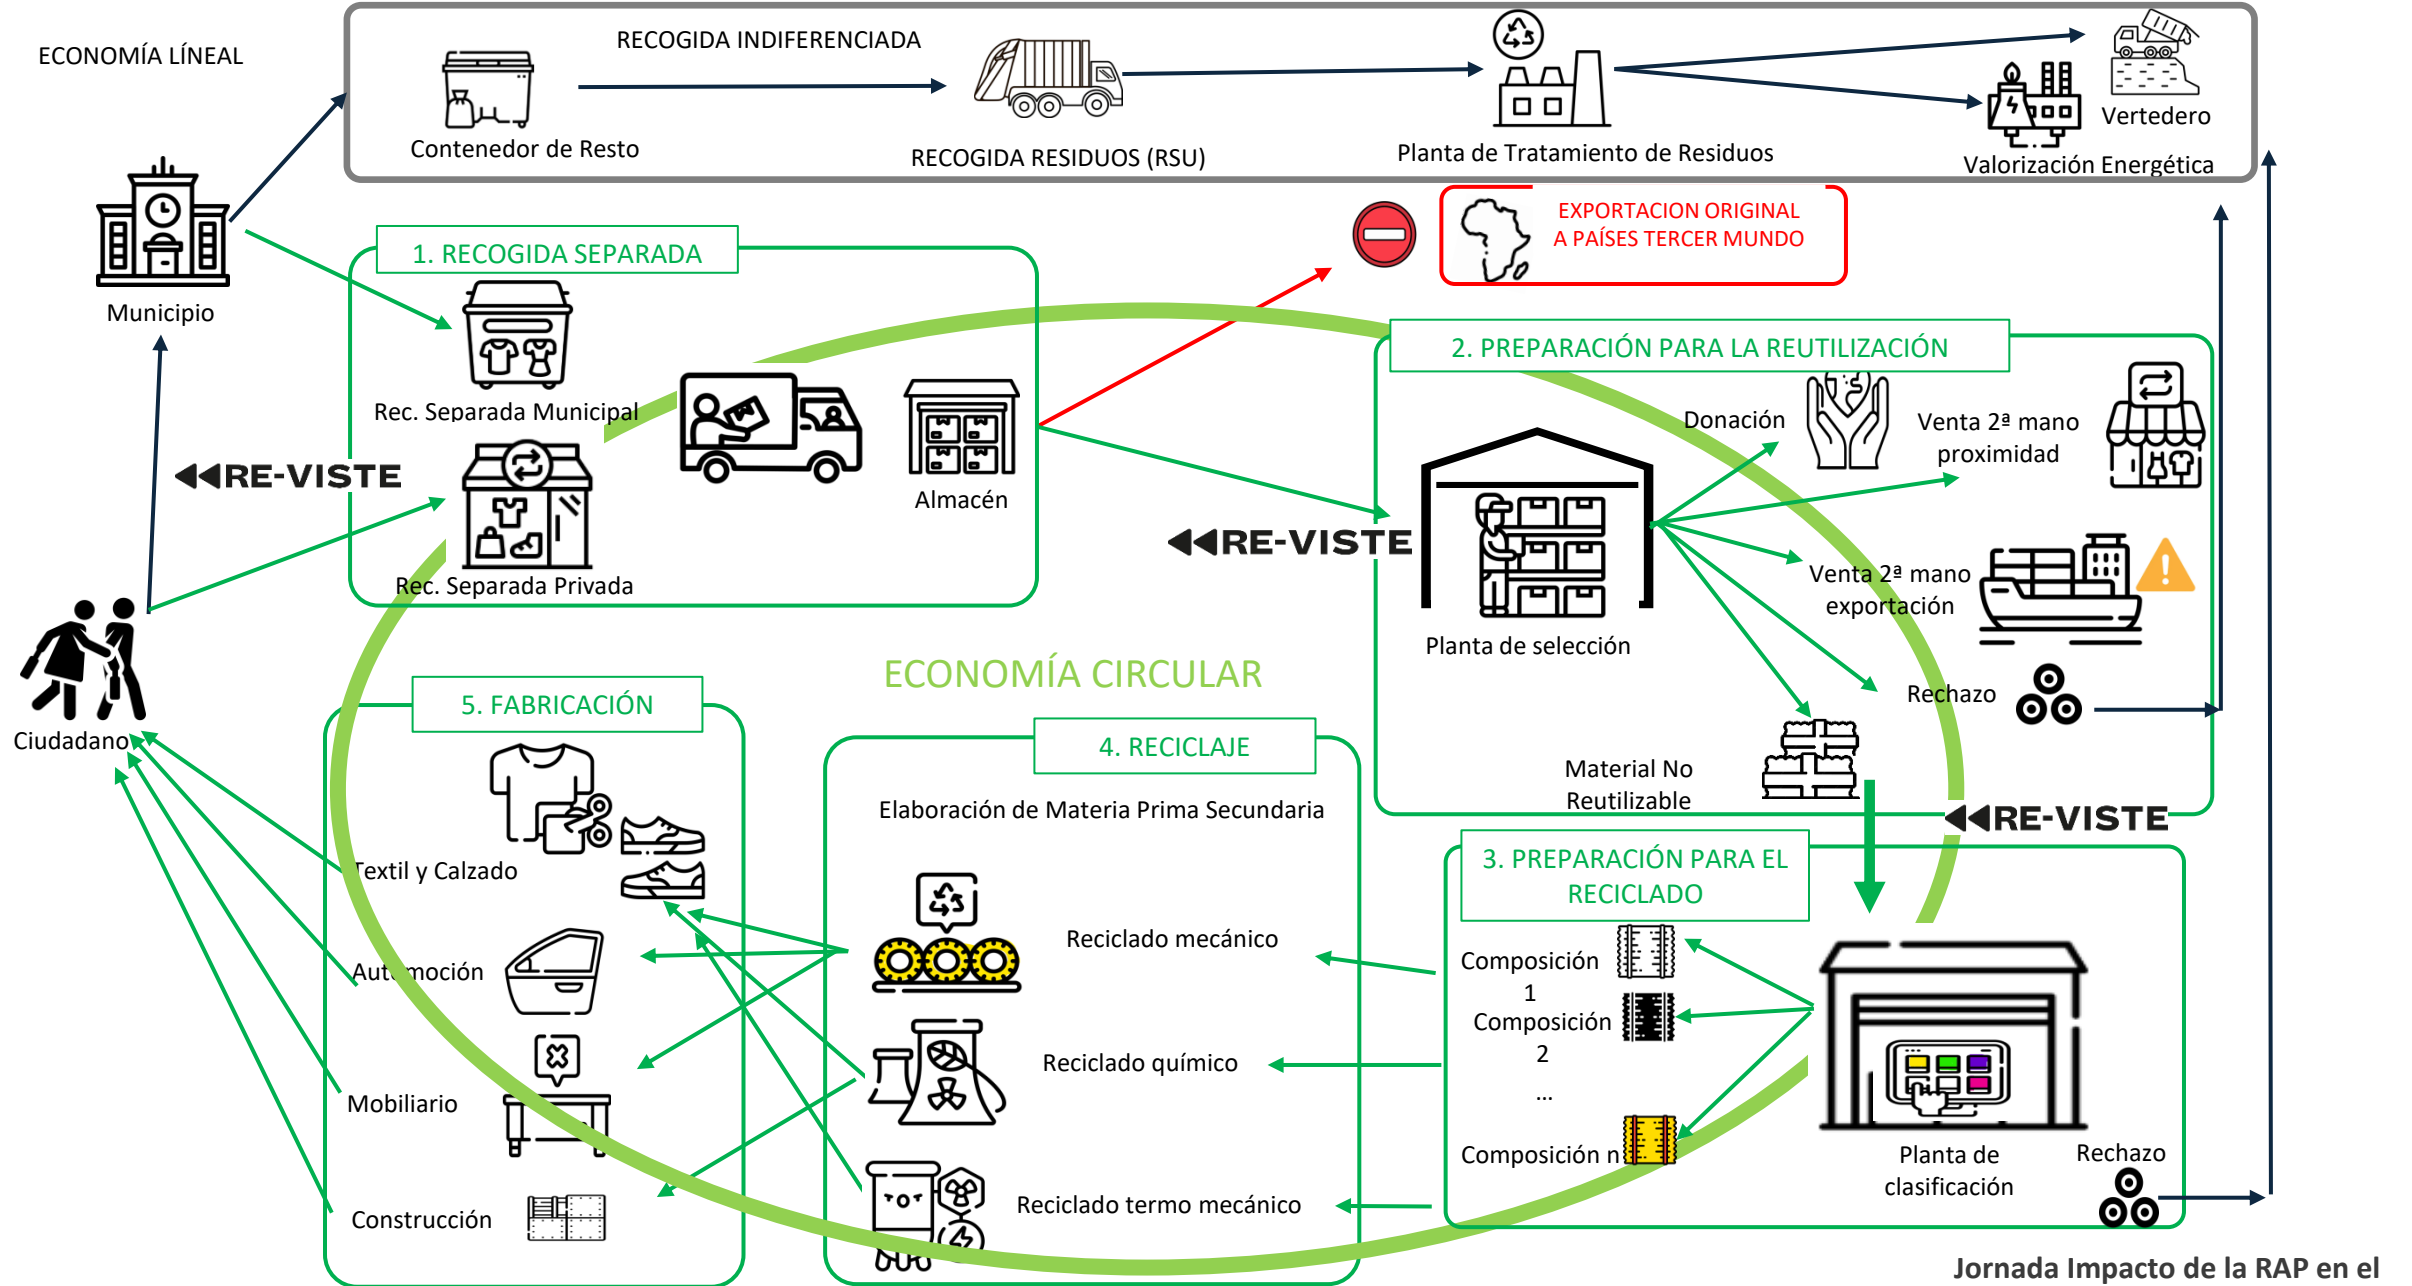 ECONOMÍA LÍNEAL
RECOGIDA INDIFERENCIADA
Contenedor de Resto
RECOGIDA RESIDUOS (RSU)
Planta de Tratamiento de Residuos
Vertedero
Valorización Energética
Municipio
EXPORTACION ORIGINAL
A PAÍSES TERCER MUNDO
1. RECOGIDA SEPARADA
Rec. Separada Municipal
RE-VISTE
Almacén
Rec. Separada Privada
2. PREPARACIÓN PARA LA REUTILIZACIÓN
Donación
Venta 2ª mano
proximidad
RE-VISTE
Venta 2ª mano
exportación
Planta de selección
Rechazo
Material No
Reutilizable
RE-VISTE
Ciudadano
ECONOMÍA CIRCULAR
5. FABRICACIÓN
Textil y Calzado
Automoción
Mobiliario
Construcción
4. RECICLAJE
Elaboración de Materia Prima Secundaria
Reciclado mecánico
Reciclado químico
Reciclado termo mecánico
3. PREPARACIÓN PARA EL
RECICLADO
Composición
1
Composición
2
...
Composición n
Planta de
clasificación
Rechazo
Jornada Impacto de la RAP en el